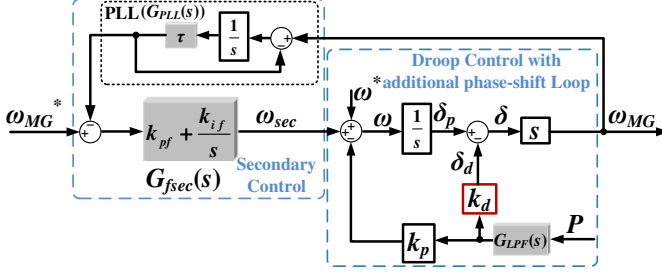 PLL(G_PLL(s))
τ
1/s
+
−
Droop Control with
additional phase-shift Loop
ω_MG*
−
+
k_pf + k_if/s
ω_sec
ω*
+
+
−
ω
1/s
δ_p
+
−
δ
s
ω_MG
G_fsec(s)
Secondary
Control
δ_d
k_d
k_p
G_LPF(s)
P